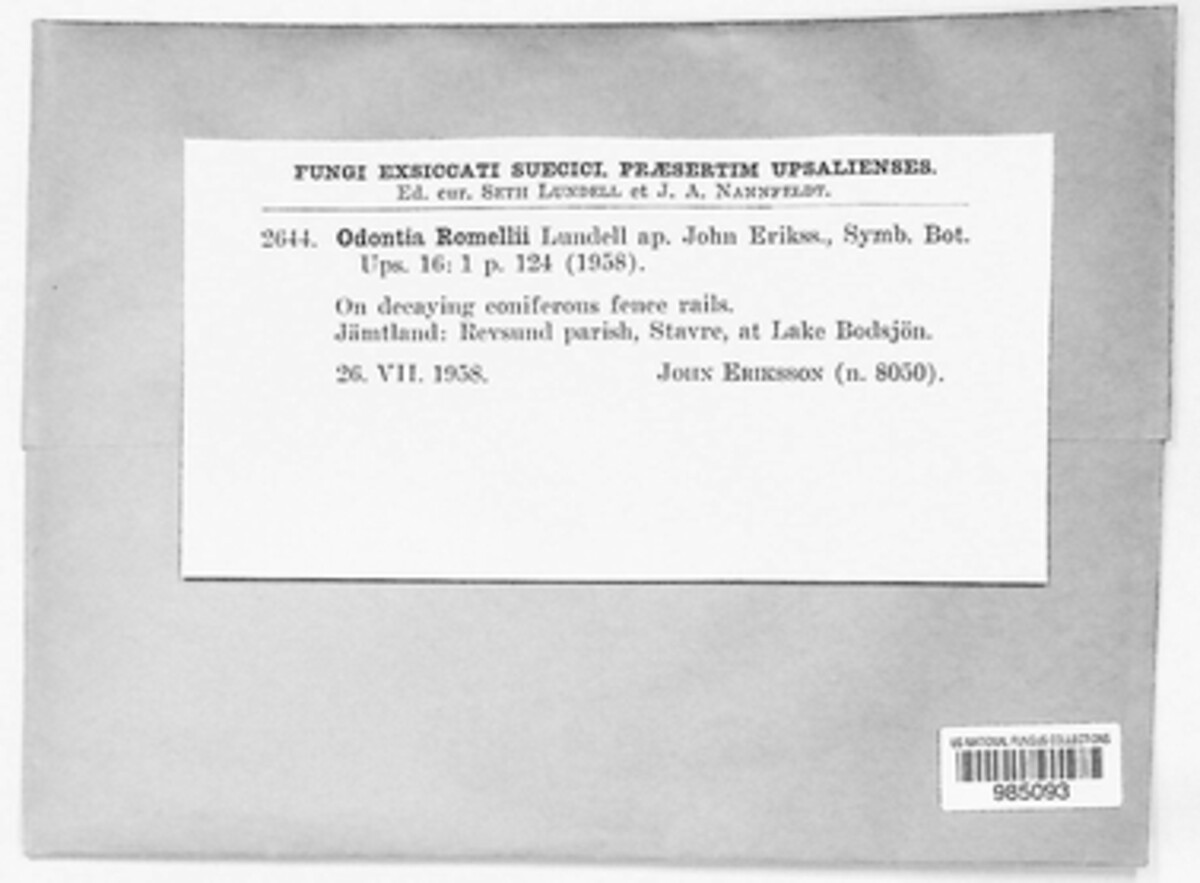 FUNGI EXSICCATI SUECICI, PRÆSERTIM UPSALIENSES.
Ed. cur. SETH LUNDELL et J. A. NANNFELDT.
2644. Odontia Romellii Lundell ap. John Erikss., Symb. Bot.
Ups. 16: 1 p. 124 (1958).
On decaying coniferous fence rails.
Jämtland: Revsund parish, Stavre, at Lake Bodsjön.
26. VII. 1958. JOHN ERIKSSON (n. 8050).
US NATIONAL FUNGUS COLLECTIONS
985093